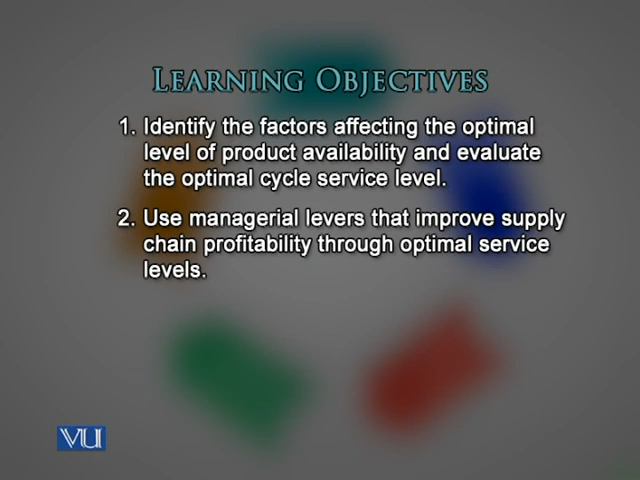 LEARNING OBJECTIVES
1. Identify the factors affecting the optimal
level of product availability and evaluate
the optimal cycle service level.
2. Use managerial levers that improve supply
chain profitability through optimal service
levels.
VU